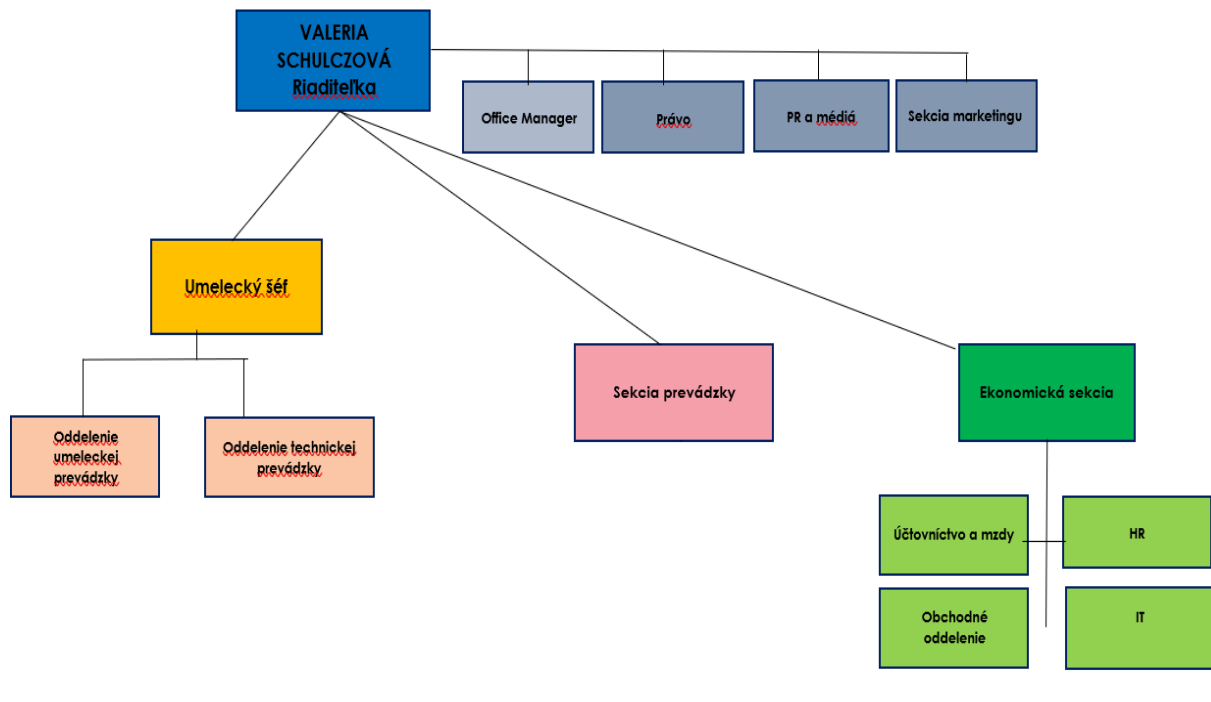 VALERIA
SCHULCZOVÁ
Riaditeľka
Office Manager
Právo
PR a médiá
Sekcia marketingu
Umelecký šéf
Sekcia prevádzky
Ekonomická sekcia
Oddelenie
umeleckej
prevádzky
Oddelenie technickej
prevádzky
Účtovníctvo a mzdy
HR
Obchodné
oddelenie
IT